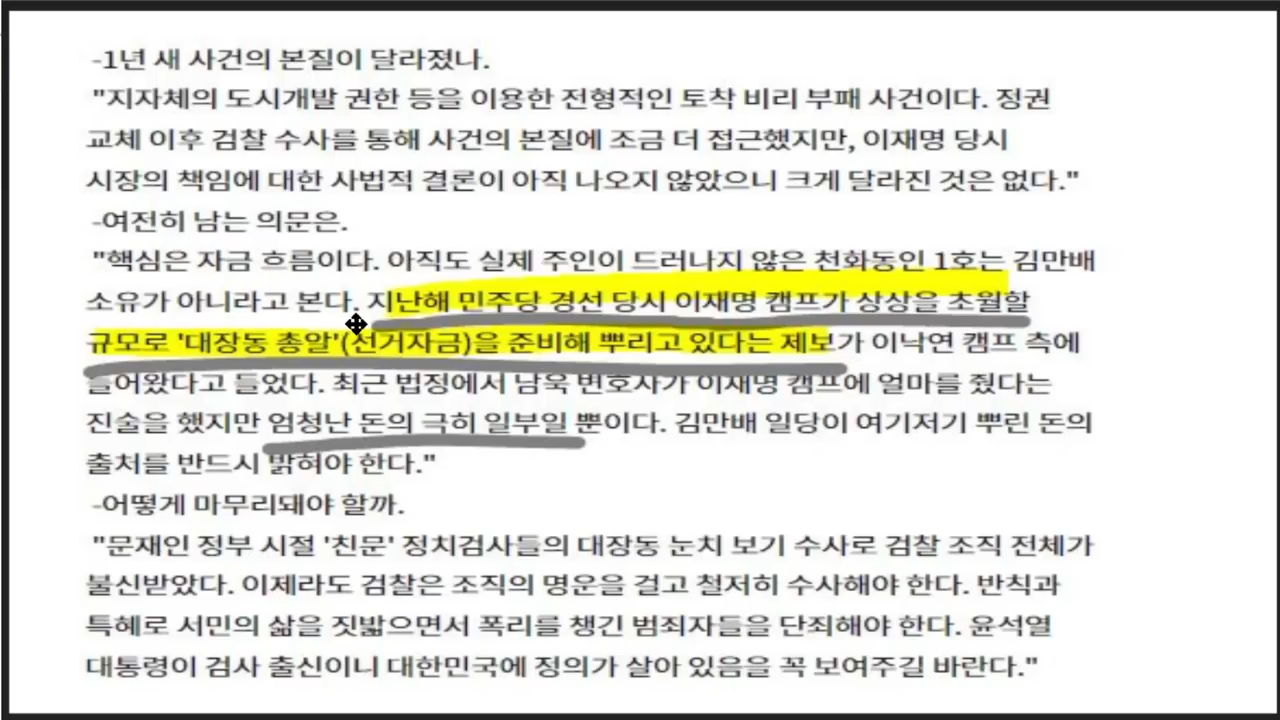 -1년 새 사건의 본질이 달라졌나.
"지자체의 도시개발 권한 등을 이용한 전형적인 토착 비리 부패 사건이다. 정권
교체 이후 검찰 수사를 통해 사건의 본질에 조금 더 접근했지만, 이재명 당시
시장의 책임에 대한 사법적 결론이 아직 나오지 않았으니 크게 달라진 것은 없다."
-여전히 남는 의문은.
"핵심은 자금 흐름이다. 아직도 실제 주인이 드러나지 않은 천화동인 1호는 김만배
소유가 아니라고 본다. 지난해 민주당 경선 당시 이재명 캠프가 상상을 초월할
규모로 '대장동 총알'(선거자금)을 준비해 뿌리고 있다는 제보가 이낙연 캠프 측에
들어왔다고 들었다. 최근 법정에서 남욱 변호사가 이재명 캠프에 얼마를 줬다는
진술을 했지만 엄청난 돈의 극히 일부일 뿐이다. 김만배 일당이 여기저기 뿌린 돈의
출처를 반드시 밝혀야 한다."
-어떻게 마무리돼야 할까.
"문재인 정부 시절 '친문' 정치검사들의 대장동 눈치 보기 수사로 검찰 조직 전체가
불신받았다. 이제라도 검찰은 조직의 명운을 걸고 철저히 수사해야 한다. 반칙과
특혜로 서민의 삶을 짓밟으면서 폭리를 챙긴 범죄자들을 단죄해야 한다. 윤석열
대통령이 검사 출신이니 대한민국에 정의가 살아 있음을 꼭 보여주길 바란다."